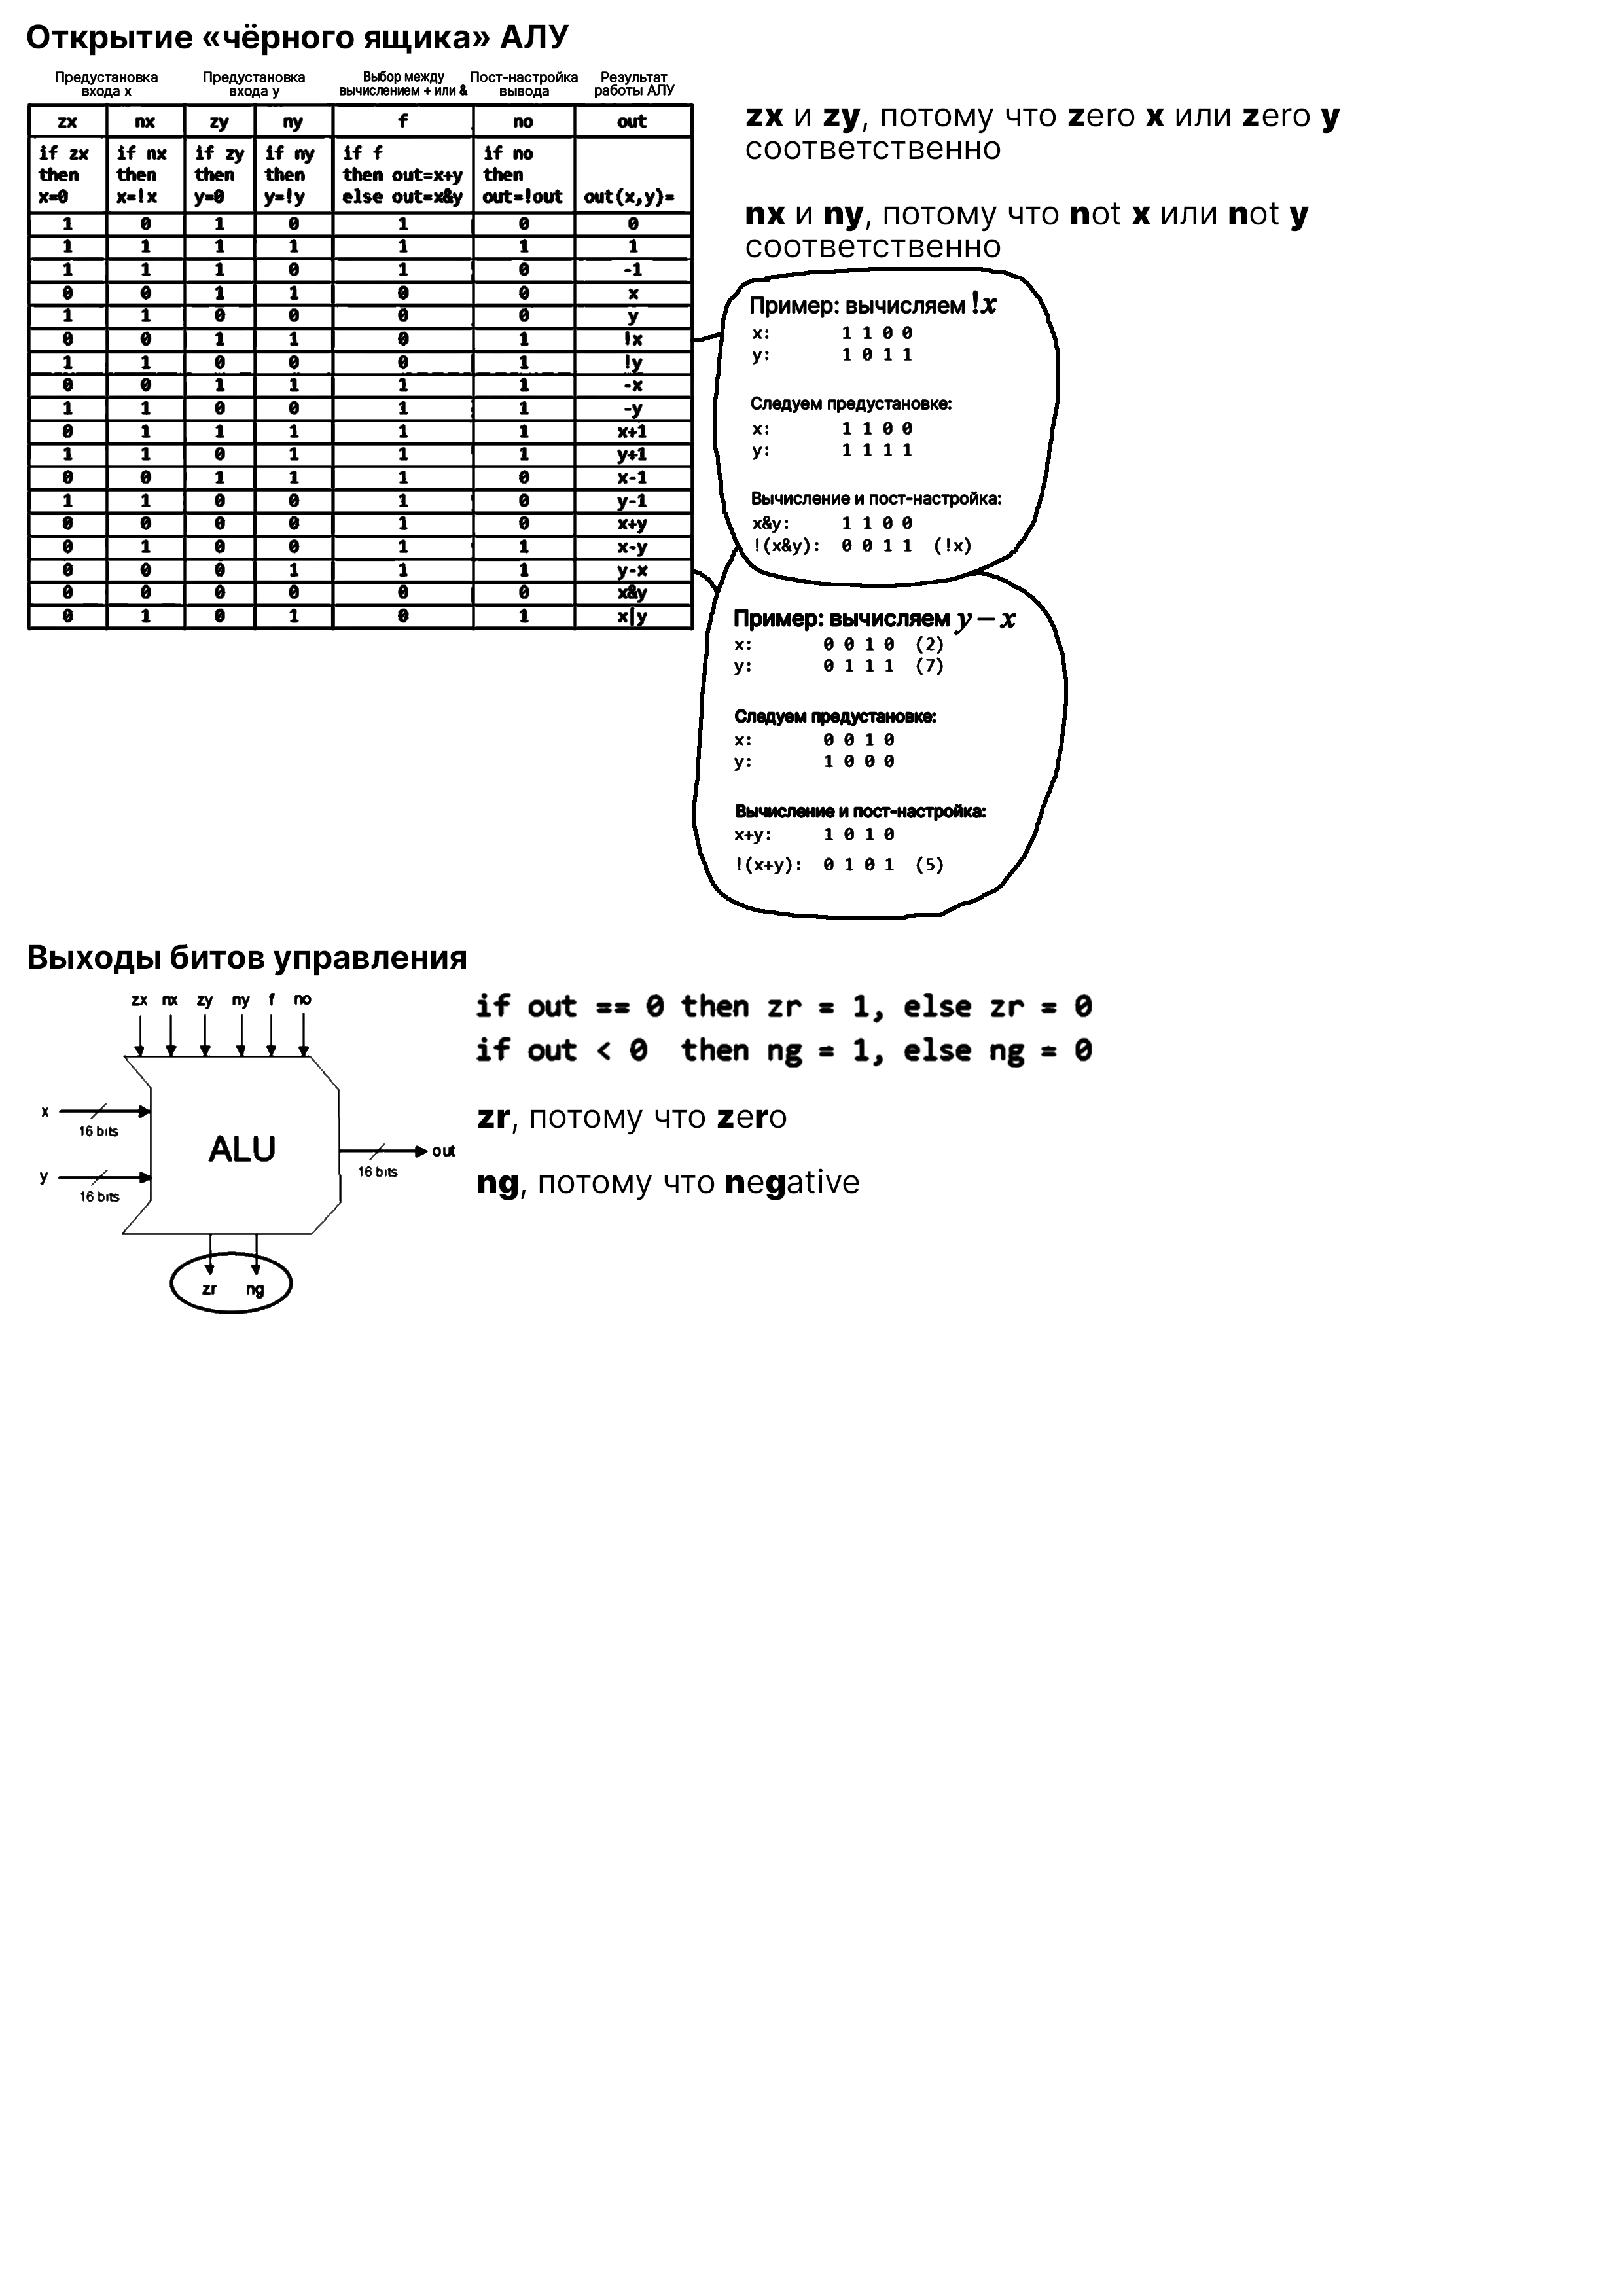 Открытие «чёрного ящика» АЛУ
Предустановка входа x
Предустановка входа y
Выбор между вычислением + или &
Пост-настройка вывода
Результат работы АЛУ
zx nx zy ny f no out
if zx then x=0
if nx then x=!x
if zy then y=0
if ny then y=!y
if f then out=x+y else out=x&y
if no then out=!out
out(x,y)=
1 0 1 0 1 0 0
1 1 1 1 1 1 1
1 1 1 0 1 0 -1
0 0 1 1 0 0 x
1 1 0 0 0 0 y
0 0 1 1 0 1 !x
1 1 0 0 0 1 !y
0 0 1 1 1 1 -x
1 1 0 0 1 1 -y
0 1 1 1 1 1 x+1
1 1 0 1 1 1 y+1
0 0 1 1 1 0 x-1
1 1 0 0 1 0 y-1
0 0 0 0 1 0 x+y
0 1 0 0 1 1 x-y
0 0 0 1 1 1 y-x
0 0 0 0 0 0 x&y
0 1 0 1 0 1 x|y
zx и zy, потому что zero x или zero y
соответственно
nx и ny, потому что not x или not y
соответственно
Пример: вычисляем !x
x: 1 1 0 0
y: 1 0 1 1
Следуем предустановке:
x: 1 1 0 0
y: 1 1 1 1
Вычисление и пост-настройка:
x&y: 1 1 0 0
!(x&y): 0 0 1 1 (!x)
Пример: вычисляем y – x
x: 0 0 1 0 (2)
y: 0 1 1 1 (7)
Следуем предустановке:
x: 0 0 1 0
y: 1 0 0 0
Вычисление и пост-настройка:
x+y: 1 0 1 0
!(x+y): 0 1 0 1 (5)
Выходы битов управления
zx nx zy ny f no
x
16 bits
y
16 bits
ALU
out
16 bits
zr ng
if out == 0 then zr = 1, else zr = 0
if out < 0 then ng = 1, else ng = 0
zr, потому что zero
ng, потому что negative